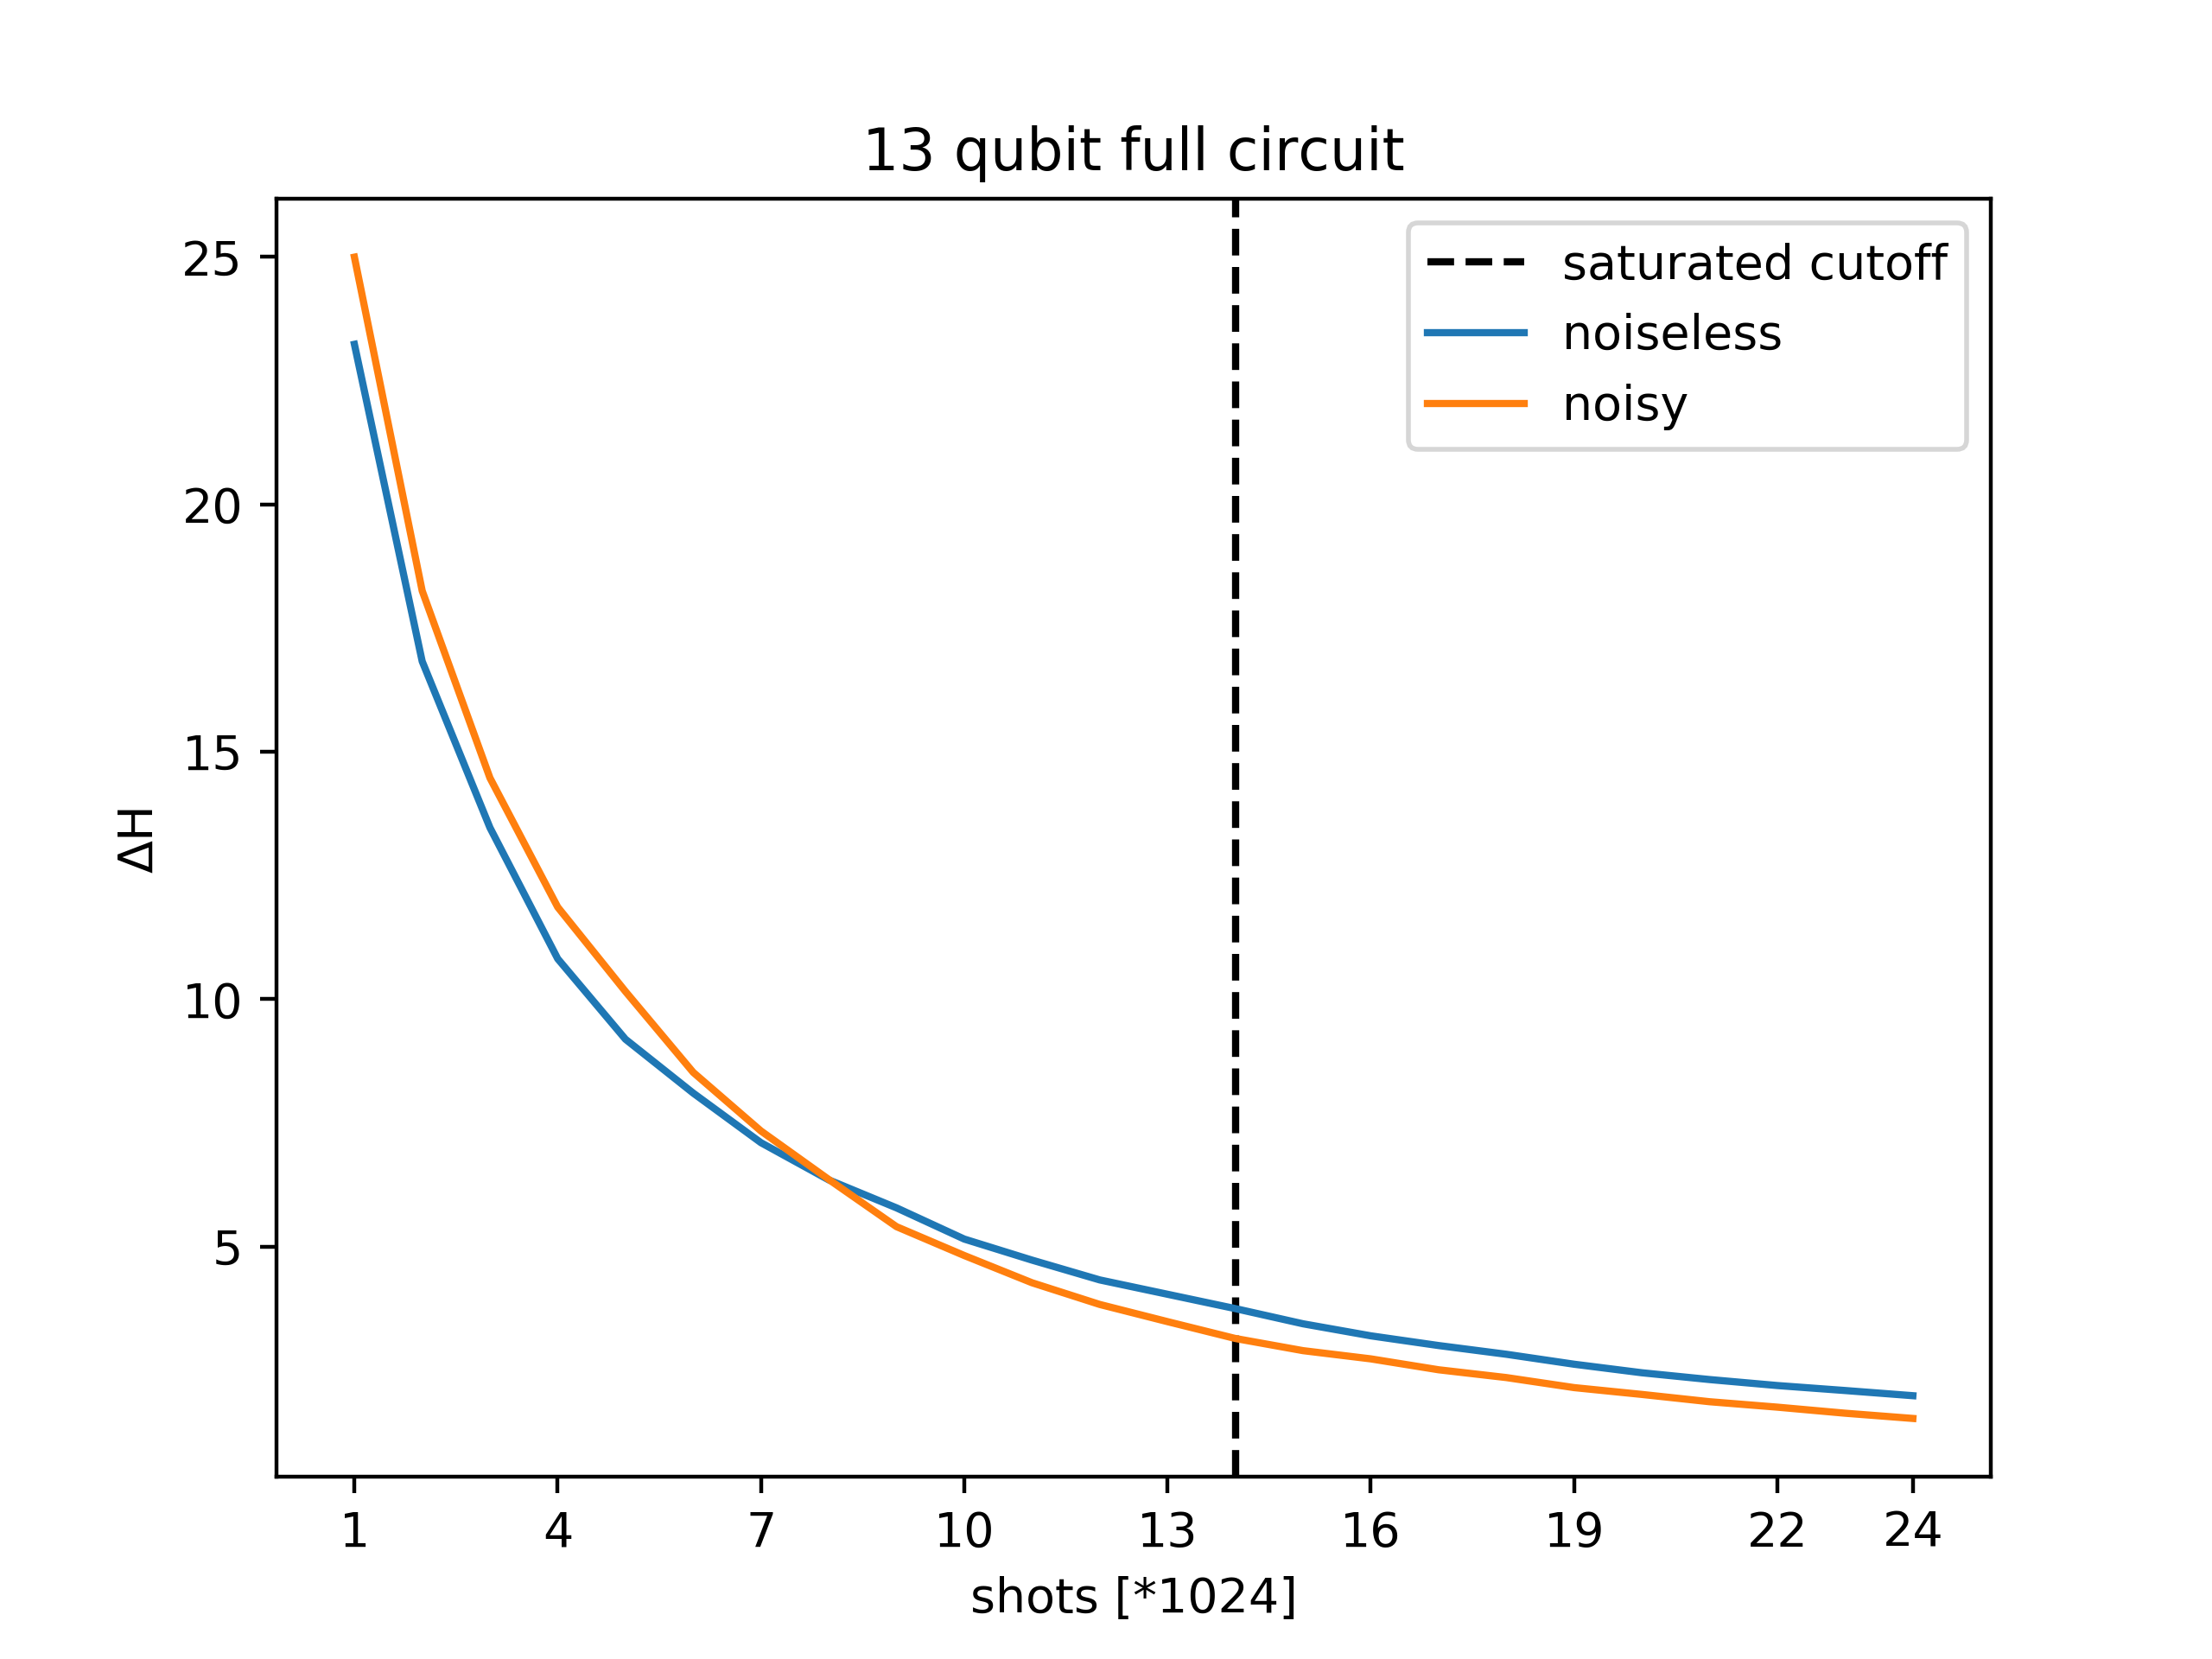 13 qubit full circuit
saturated cutoff
noiseless
noisy
25
20
15
10
5
ΔH
1 4 7 10 13 16 19 22 24
shots [*1024]